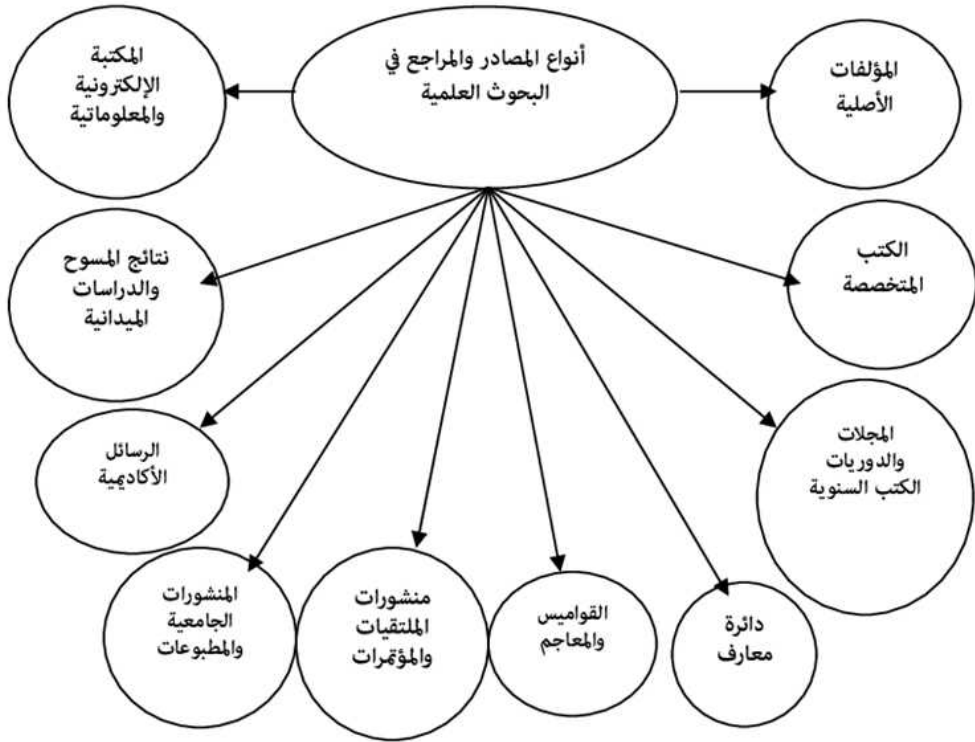 أنواع المصادر والمراجع في
البحوث العلمية
المؤلفات
الأصلية
الكتب
المتخصصة
المجلات
والدوريات
الكتب السنوية
دائرة
معارف
القواميس
والمعاجم
منشورات
الملتقيات
والمؤتمرات
المنشورات
الجامعية
والمطبوعات
الرسائل
الأكاديمية
نتائج المسوح
والدراسات
الميدانية
المكتبة
الإلكترونية
والمعلوماتية